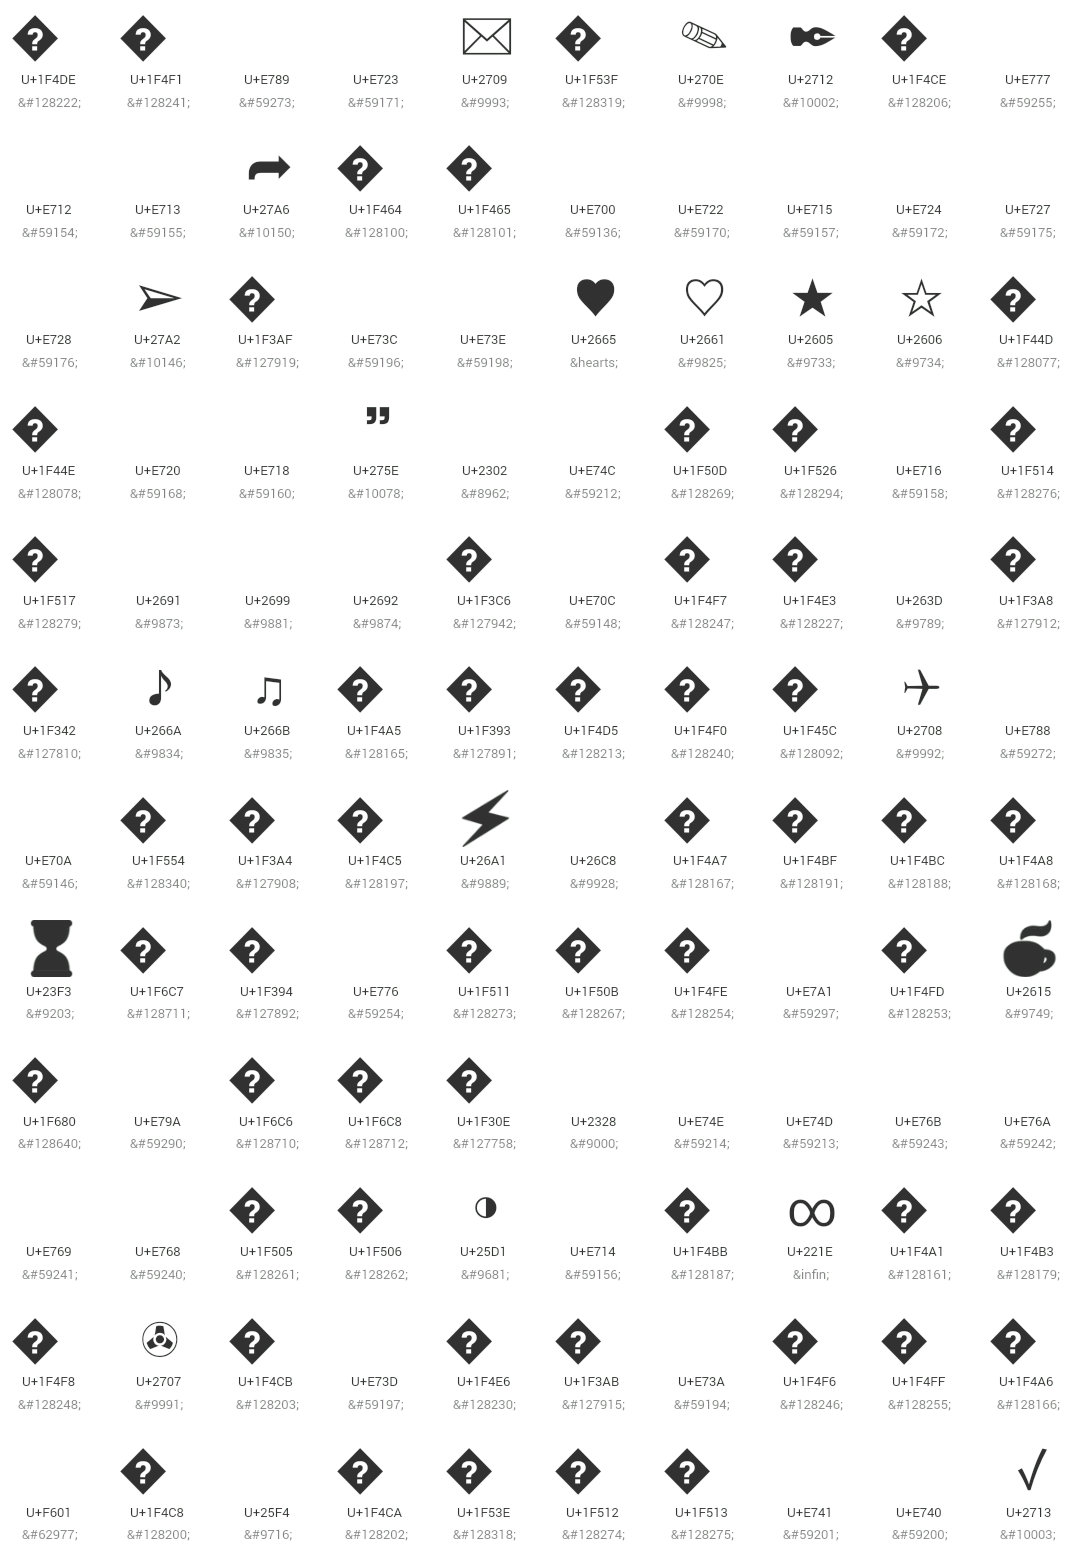 � � ✉ � ✎ ✒ �
U+1F4DE U+1F4F1 U+E789 U+E723 U+2709 U+1F53F U+270E U+2712 U+1F4CE U+E777
&#128222; &#128241; &#59273; &#59171; &#9993; &#128319; &#9998; &#10002; &#128206; &#59255;
➦ � �
U+E712 U+E713 U+27A6 U+1F464 U+1F465 U+E700 U+E722 U+E715 U+E724 U+E727
&#59154; &#59155; &#10150; &#128100; &#128101; &#59136; &#59170; &#59157; &#59172; &#59175;
➢ � ♥ ♡ ★ ☆ �
U+E728 U+27A2 U+1F3AF U+E73C U+E73E U+2665 U+2661 U+2605 U+2606 U+1F44D
&#59176; &#10146; &#127919; &#59196; &#59198; &hearts; &#9825; &#9733; &#9734; &#128077;
� ❞ � � �
U+1F44E U+E720 U+E718 U+275E U+2302 U+E74C U+1F50D U+1F526 U+E716 U+1F514
&#128078; &#59168; &#59160; &#10078; &#8962; &#59212; &#128269; &#128294; &#59158; &#128276;
� � � � �
U+1F517 U+2691 U+2699 U+2692 U+1F3C6 U+E70C U+1F4F7 U+1F4E3 U+263D U+1F3A8
&#128279; &#9873; &#9881; &#9874; &#127942; &#59148; &#128247; &#128227; &#9789; &#127912;
� ♪ ♫ � � � � � ✈
U+1F342 U+266A U+266B U+1F4A5 U+1F393 U+1F4D5 U+1F4F0 U+1F45C U+2708 U+E788
&#127810; &#9834; &#9835; &#128165; &#127891; &#128213; &#128240; &#128092; &#9992; &#59272;
� � � ⚡ � � � �
U+E70A U+1F554 U+1F3A4 U+1F4C5 U+26A1 U+26C8 U+1F4A7 U+1F4BF U+1F4BC U+1F4A8
&#59146; &#128340; &#127908; &#128197; &#9889; &#9928; &#128167; &#128191; &#128188; &#128168;
⏳ � � � � � � ☕
U+23F3 U+1F6C7 U+1F394 U+E776 U+1F511 U+1F50B U+1F4FE U+E7A1 U+1F4FD U+2615
&#9203; &#128711; &#127892; &#59254; &#128273; &#128267; &#128254; &#59297; &#128253; &#9749;
� � � �
U+1F680 U+E79A U+1F6C6 U+1F6C8 U+1F30E U+2328 U+E74E U+E74D U+E76B U+E76A
&#128640; &#59290; &#128710; &#128712; &#127758; &#9000; &#59214; &#59213; &#59243; &#59242;
� � ◑ � ∞ � �
U+E769 U+E768 U+1F505 U+1F506 U+25D1 U+E714 U+1F4BB U+221E U+1F4A1 U+1F4B3
&#59241; &#59240; &#128261; &#128262; &#9681; &#59156; &#128187; &infin; &#128161; &#128179;
� ✇ � � � � � �
U+1F4F8 U+2707 U+1F4CB U+E73D U+1F4E6 U+1F3AB U+E73A U+1F4F6 U+1F4FF U+1F4A6
&#128248; &#9991; &#128203; &#59197; &#128230; &#127915; &#59194; &#128246; &#128255; &#128166;
� � � � � ✓
U+F601 U+1F4C8 U+25F4 U+1F4CA U+1F53E U+1F512 U+1F513 U+E741 U+E740 U+2713
&#62977; &#128200; &#9716; &#128202; &#128318; &#128274; &#128275; &#59201; &#59200; &#10003;